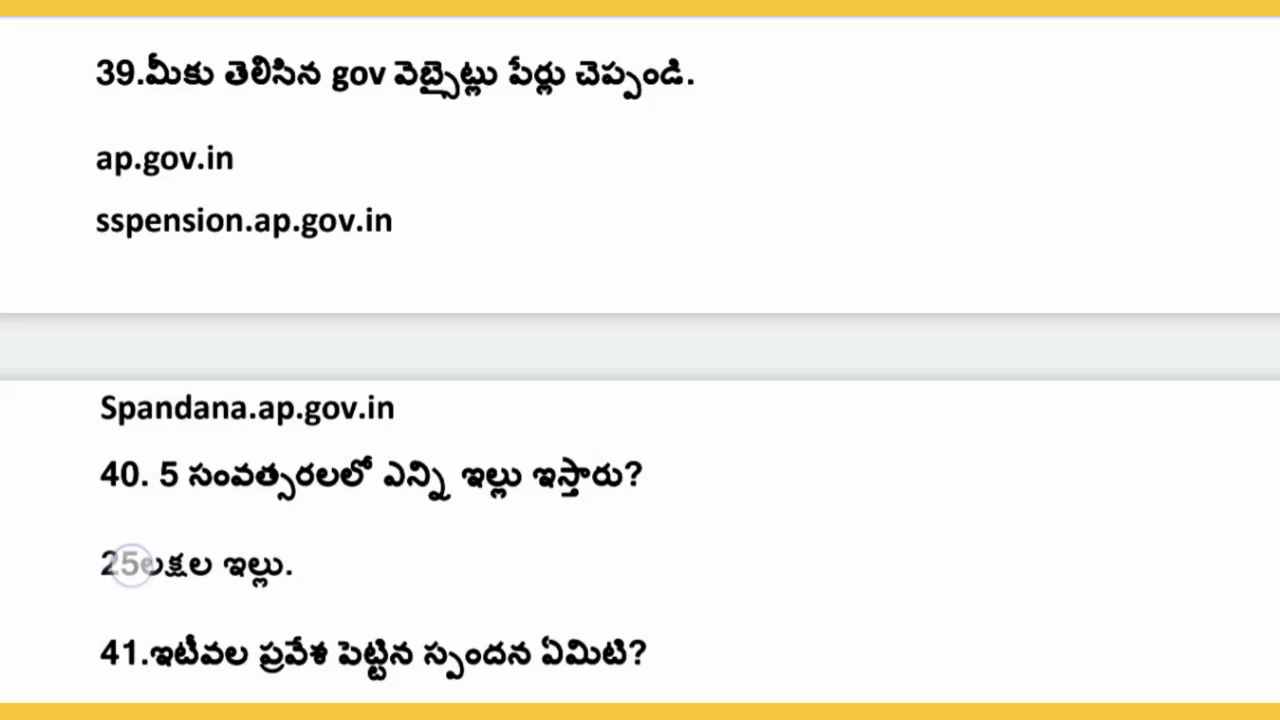 39.మీకు తెలిసిన gov వెబ్సైట్లు పేర్లు చెప్పండి.
ap.gov.in
sspension.ap.gov.in
Spandana.ap.gov.in
40. 5 సంవత్సరలలో ఎన్ని ఇల్లు ఇస్తారు?
25లక్షల ఇల్లు.
41.ఇటీవల ప్రవేశ పెట్టిన స్పందన ఏమిటి?